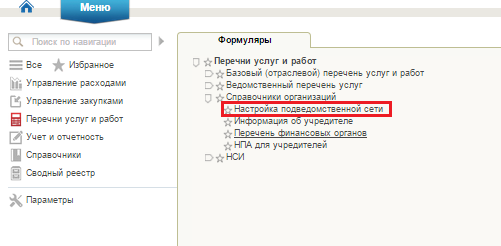 Меню
Поиск по навигации
Все
Избранное
Управление расходами
Управление закупками
Перечни услуг и работ
Учет и отчетность
Справочники
Сводный реестр
Параметры
Формуляры
Перечни услуг и работ
Базовый (отраслевой) перечень услуг и работ
Ведомственный перечень услуг
Справочники организаций
Настройка подведомственной сети
Информация об учредителе
Перечень финансовых органов
НПА для учредителей
НСИ